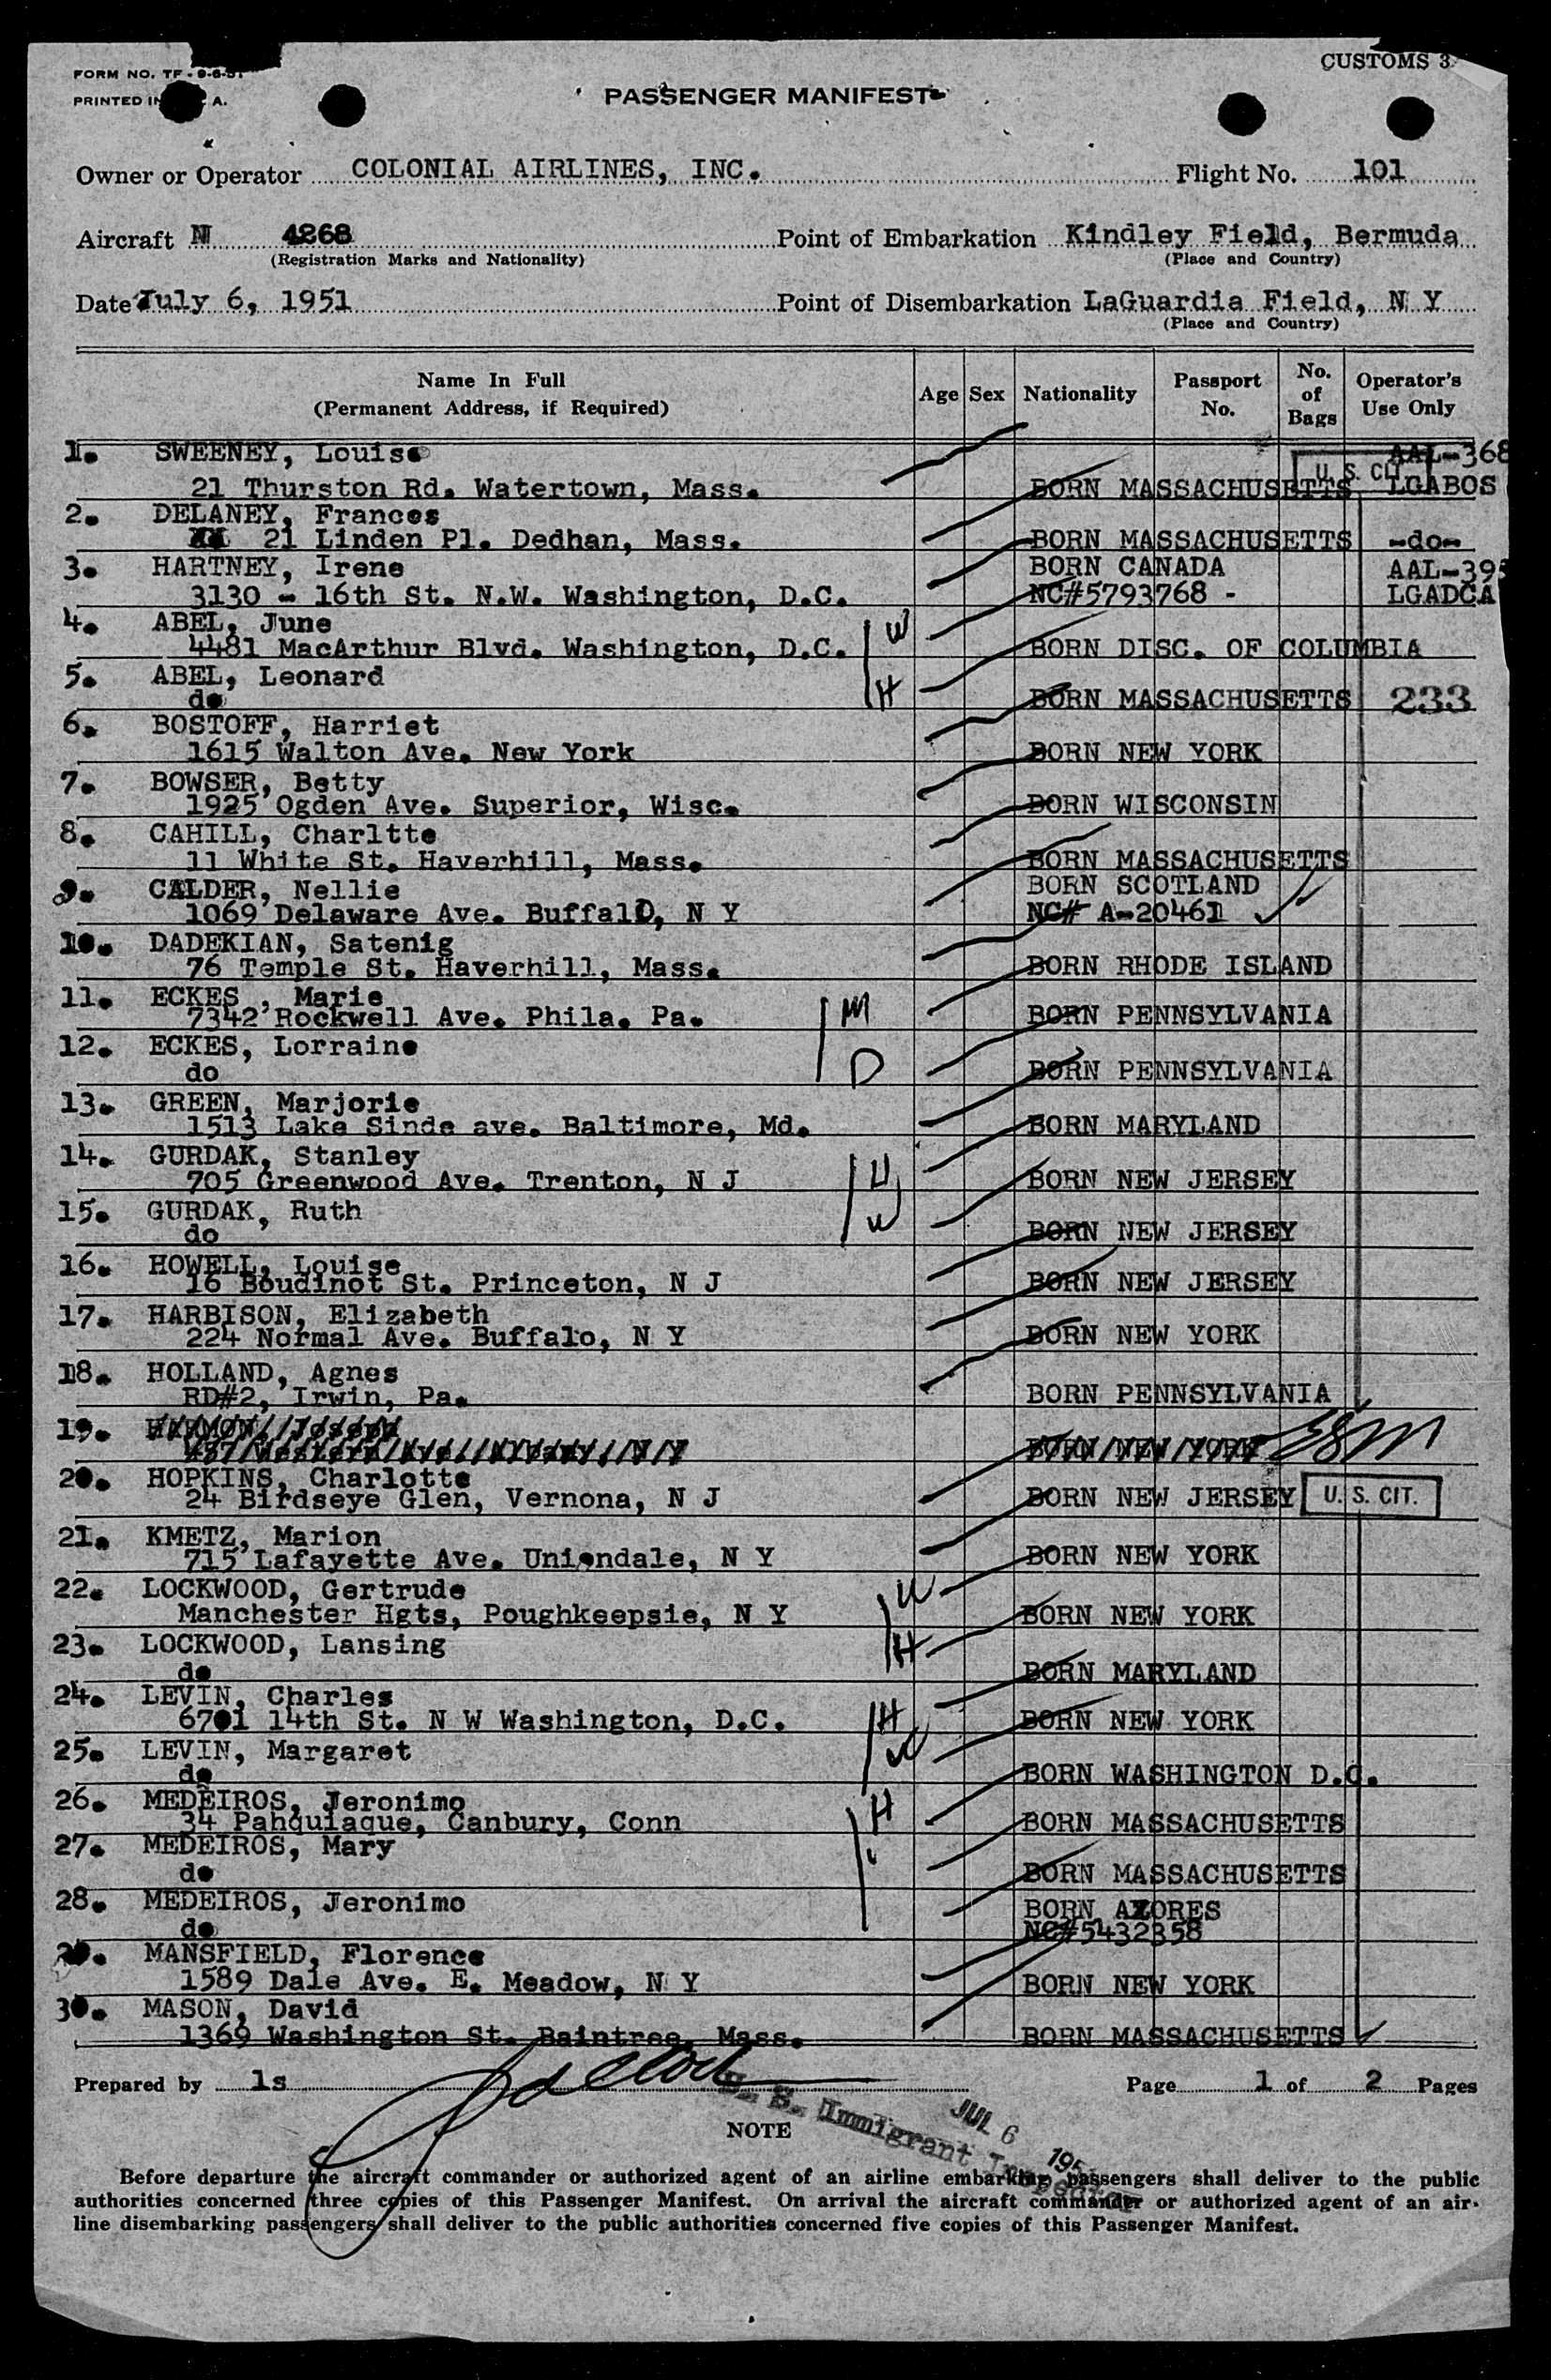 FORM NO. TF-9-6-51
CUSTOMS 3
PRINTED IN A.
PASSENGER MANIFEST
Owner or Operator COLONIAL AIRLINES, INC. Flight No. 101
Aircraft N 4268 Point of Embarkation Kindley Field, Bermuda
(Registration Marks and Nationality) (Place and Country)
Date July 6, 1951 Point of Disembarkation LaGuardia Field, N Y
(Place and Country)
Name In Full
(Permanent Address, if Required)
Age Sex Nationality
Passport No.
No. of Bags
Operator's Use Only
1. SWEENEY, Louise AAL-368
U. S. CIT.
21 Thurston Rd. Watertown, Mass. BORN MASSACHUSETTS LGABOS
2. DELANEY, Frances
21 Linden Pl. Dedhan, Mass. BORN MASSACHUSETTS -do-
3. HARTNEY, Irene BORN CANADA AAL-395
3130 - 16th St. N.W. Washington, D.C. NC#5793768 - LGADCA
4. ABEL, June W
4481 MacArthur Blvd. Washington, D.C. BORN DISC. OF COLUMBIA
5. ABEL, Leonard H
do BORN MASSACHUSETTS 233
6. BOSTOFF, Harriet
1615 Walton Ave. New York BORN NEW YORK
7. BOWSER, Betty
1925 Ogden Ave. Superior, Wisc. BORN WISCONSIN
8. CAHILL, Charltte
11 White St. Haverhill, Mass. BORN MASSACHUSETTS
9. CALDER, Nellie BORN SCOTLAND
1069 Delaware Ave. BuffalO, N Y NC# A-20461
10. DADEKIAN, Satenig
76 Temple St. Haverhill, Mass. BORN RHODE ISLAND
11. ECKES , Marie M
7342 Rockwell Ave. Phila. Pa. BORN PENNSYLVANIA
12. ECKES, Lorraine D
do BORN PENNSYLVANIA
13. GREEN, Marjorie
1513 Lake Sinde ave. Baltimore, Md. BORN MARYLAND
14. GURDAK, Stanley H
705 Greenwood Ave. Trenton, N J BORN NEW JERSEY
15. GURDAK, Ruth W
do BORN NEW JERSEY
16. HOWELL, Louise
16 Boudinot St. Princeton, N J BORN NEW JERSEY
17. HARBISON, Elizabeth
224 Normal Ave. Buffalo, N Y BORN NEW YORK
18. HOLLAND, Agnes
RD#2, Irwin, Pa. BORN PENNSYLVANIA
19. Joseph
BORN NEW YORK
20. HOPKINS, Charlotte
24 Birdseye Glen, Vernona, N J BORN NEW JERSEY U. S. CIT.
21. KMETZ, Marion
715 Lafayette Ave. Uniondale, N Y BORN NEW YORK
22. LOCKWOOD, Gertrude W
Manchester Hgts, Poughkeepsie, N Y BORN NEW YORK
23. LOCKWOOD, Lansing H
do BORN MARYLAND
24. LEVIN, Charles H
6701 14th St. N W Washington, D.C. BORN NEW YORK
25. LEVIN, Margaret W
do BORN WASHINGTON D.C.
26. MEDEIROS, Jeronimo H
34 Pahquiaque, Canbury, Conn BORN MASSACHUSETTS
27. MEDEIROS, Mary
do BORN MASSACHUSETTS
28. MEDEIROS, Jeronimo BORN AZORES
do NC#5432358
29. MANSFIELD, Florence
1589 Dale Ave. E. Meadow, N Y BORN NEW YORK
30. MASON, David
1369 Washington St. Baintree, Mass. BORN MASSACHUSETTS
Prepared by ls Page 1 of 2 Pages
U. S. Immigrant Inspector
JUL 6 195
NOTE
Before departure the aircraft commander or authorized agent of an airline embarking passengers shall deliver to the public
authorities concerned three copies of this Passenger Manifest. On arrival the aircraft commander or authorized agent of an air-
line disembarking passengers shall deliver to the public authorities concerned five copies of this Passenger Manifest.